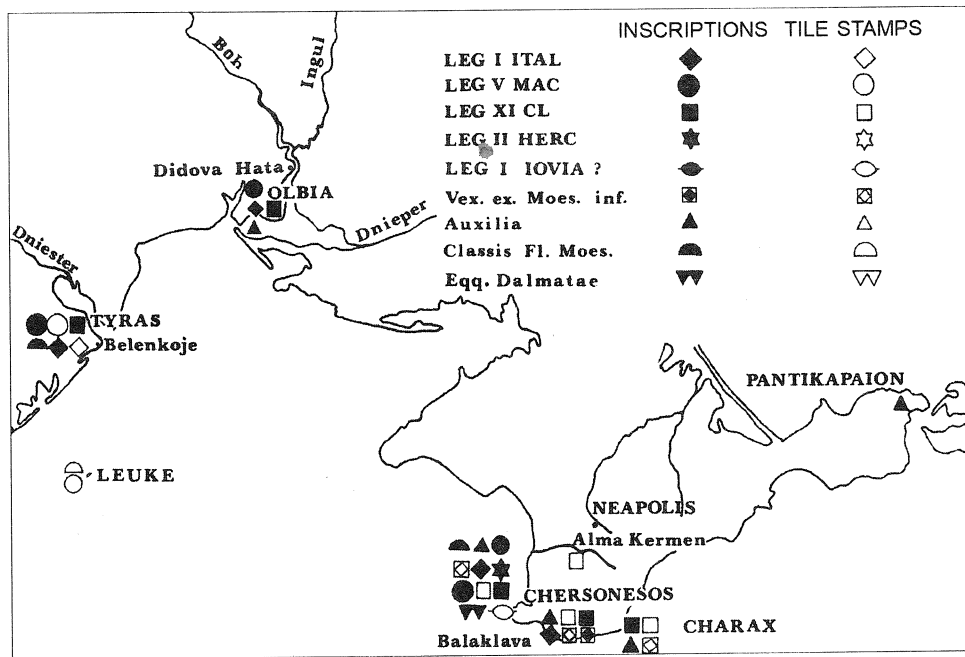 INSCRIPTIONS TILE STAMPS
LEG I ITAL
LEG V MAC
LEG XI CL
LEG II HERC
LEG I IOVIA ?
Vex. ex. Moes. inf.
Auxilia
Classis Fl. Moes.
Eqq. Dalmatae
Boh
Ingul
Didova Hata
OLBIA
Dnieper
Dniester
TYRAS
Belenkoje
PANTIKAPAION
LEUKE
NEAPOLIS
Alma Kermen
CHERSONESOS
Balaklava
CHARAX